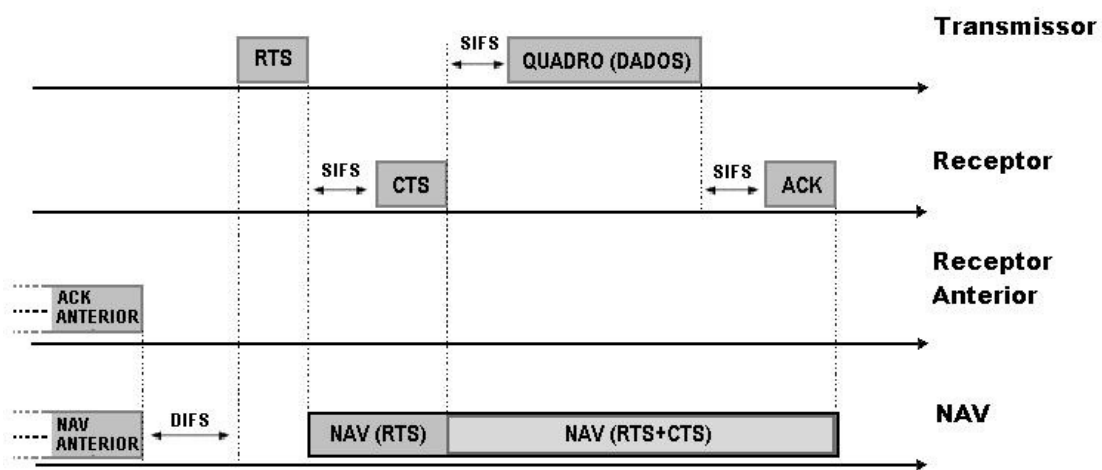 Transmissor
RTS
SIFS
QUADRO (DADOS)
Receptor
SIFS
CTS
SIFS
ACK
Receptor
Anterior
ACK
ANTERIOR
NAV
NAV
ANTERIOR
DIFS
NAV (RTS)
NAV (RTS+CTS)